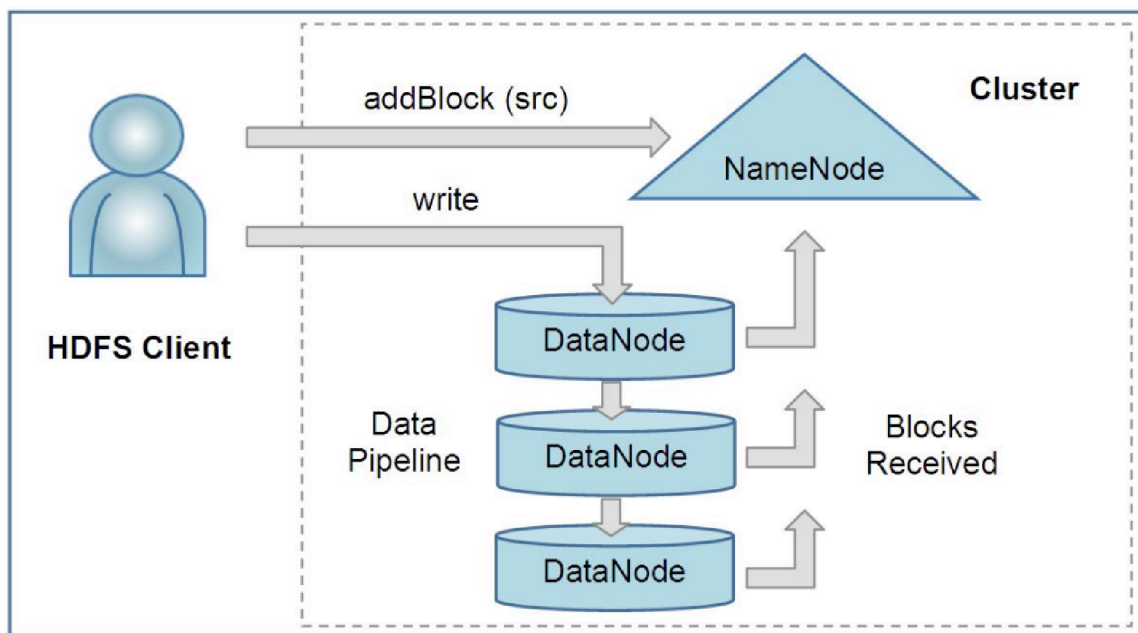 addBlock (src)
Cluster
NameNode
write
HDFS Client
DataNode
Data
Pipeline
DataNode
Blocks
Received
DataNode